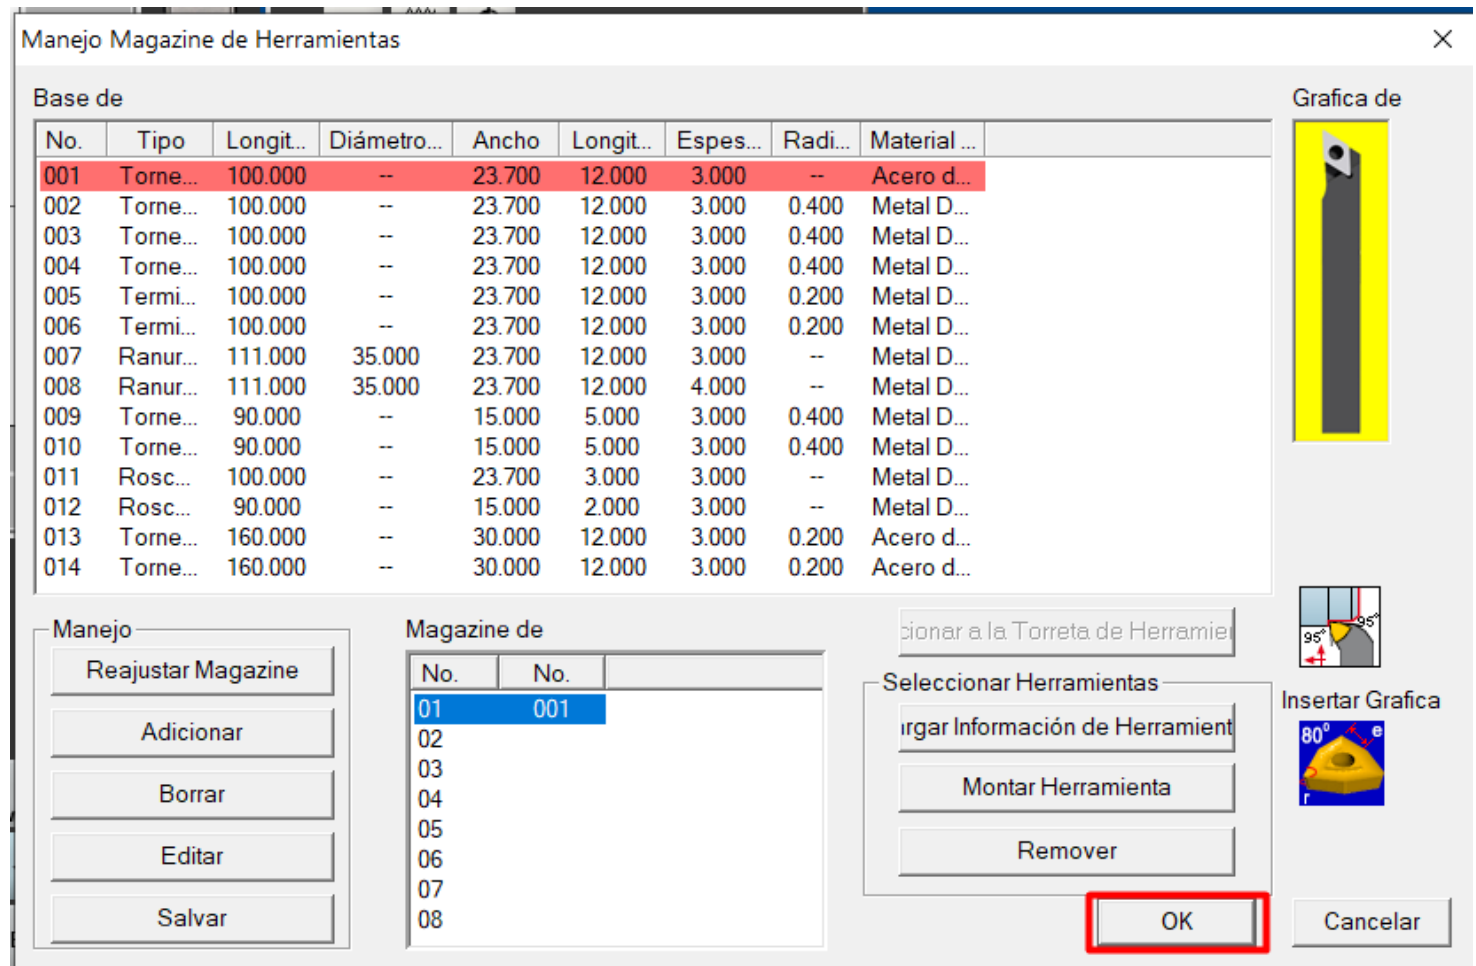 Manejo Magazine de Herramientas
Base de
Grafica de
No. Tipo Longit... Diámetro... Ancho Longit... Espes... Radi... Material ...
001 Torne... 100.000 -- 23.700 12.000 3.000 -- Acero d...
002 Torne... 100.000 -- 23.700 12.000 3.000 0.400 Metal D...
003 Torne... 100.000 -- 23.700 12.000 3.000 0.400 Metal D...
004 Torne... 100.000 -- 23.700 12.000 3.000 0.400 Metal D...
005 Termi... 100.000 -- 23.700 12.000 3.000 0.200 Metal D...
006 Termi... 100.000 -- 23.700 12.000 3.000 0.200 Metal D...
007 Ranur... 111.000 35.000 23.700 12.000 3.000 -- Metal D...
008 Ranur... 111.000 35.000 23.700 12.000 4.000 -- Metal D...
009 Torne... 90.000 -- 15.000 5.000 3.000 0.400 Metal D...
010 Torne... 90.000 -- 15.000 5.000 3.000 0.400 Metal D...
011 Rosc... 100.000 -- 23.700 3.000 3.000 -- Metal D...
012 Rosc... 90.000 -- 15.000 2.000 3.000 -- Metal D...
013 Torne... 160.000 -- 30.000 12.000 3.000 0.200 Acero d...
014 Torne... 160.000 -- 30.000 12.000 3.000 0.200 Acero d...
Manejo
Reajustar Magazine
Adicionar
Borrar
Editar
Salvar
Magazine de
No. No.
01 001
02
03
04
05
06
07
08
cionar a la Torreta de Herramier
Seleccionar Herramientas
irgar Información de Herramient
Montar Herramienta
Remover
95° 95°
Insertar Grafica
80° e
r
OK
Cancelar